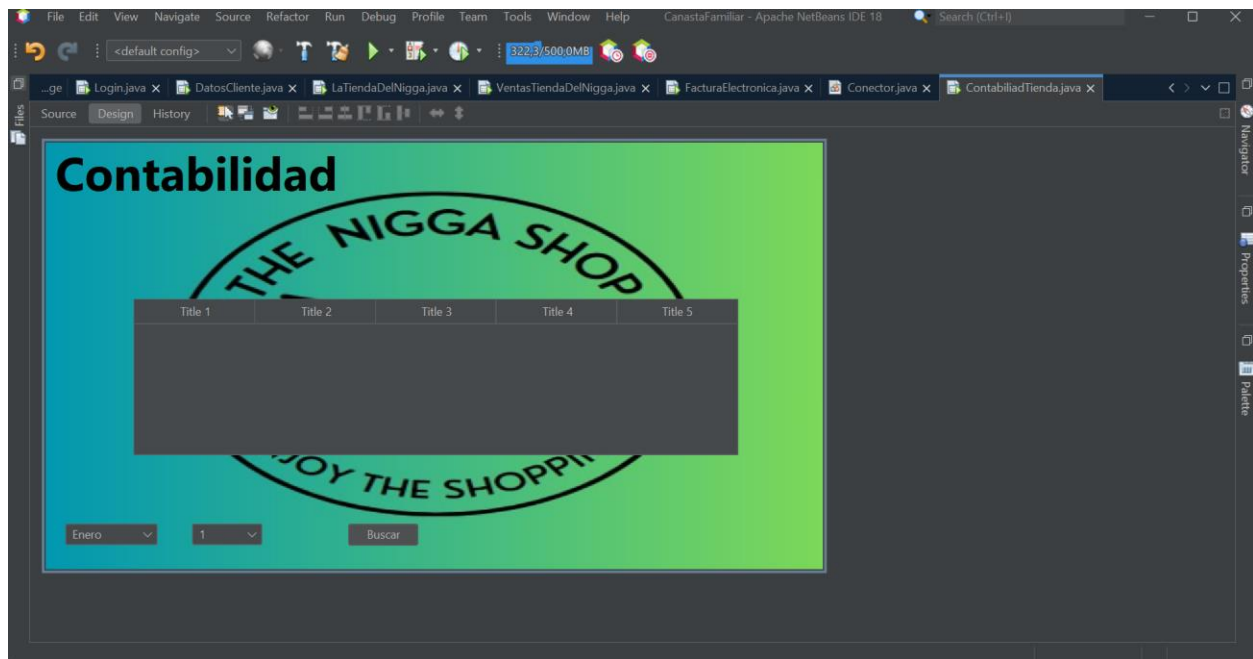 File Edit View Navigate Source Refactor Run Debug Profile Team Tools Window Help CanastaFamiliar - Apache NetBeans IDE 18 Search (Ctrl+I)
<default config> 322,3/500,0MB
...ge Login.java DatosCliente.java LaTiendaDelNigga.java VentasTiendaDelNigga.java FacturaElectronica.java Conector.java ContabiliadTienda.java
Source Design History
Files
Navigator
Properties
Palette
Contabilidad
THE NIGGA SHOP
Title 1 Title 2 Title 3 Title 4 Title 5
JOY THE SHOPPIN
Enero 1 Buscar